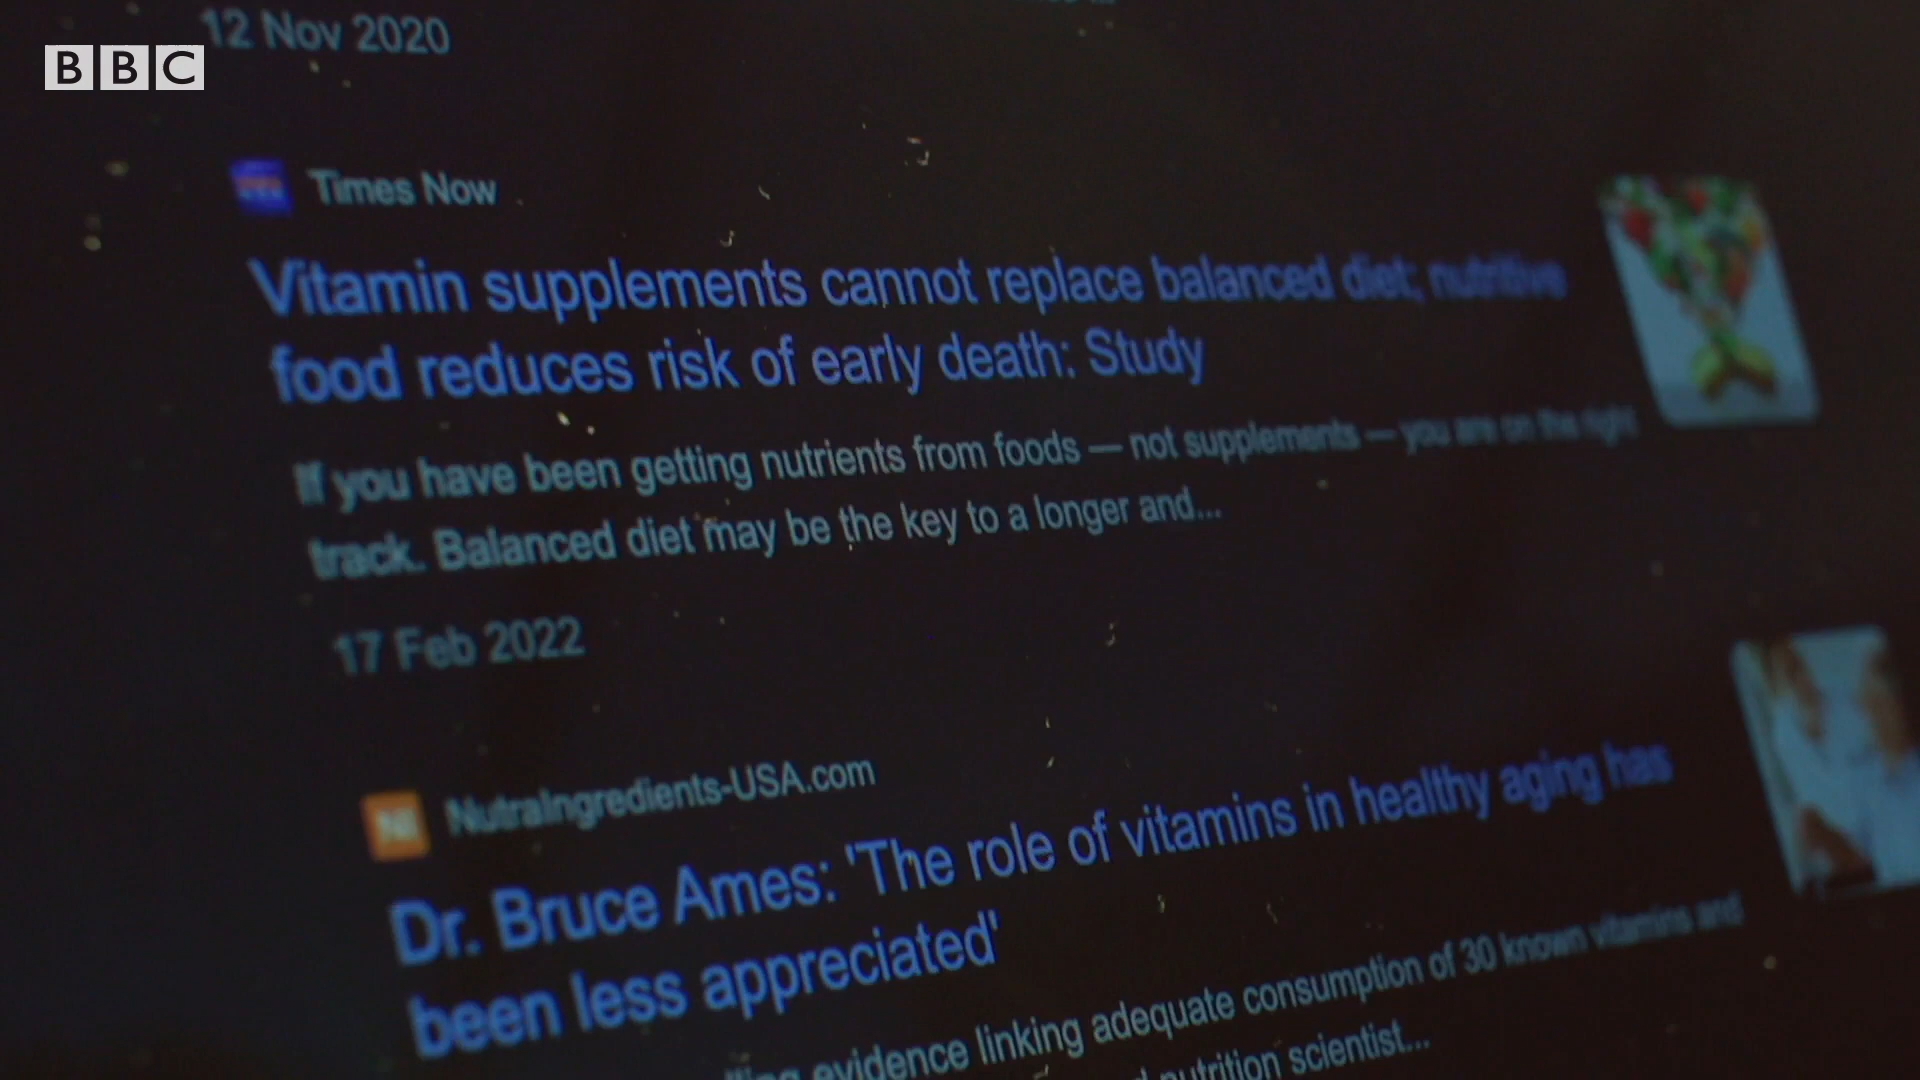 12 Nov 2020
BBC
Times Now
Vitamin supplements cannot replace balanced diet; nutritive
food reduces risk of early death: Study
If you have been getting nutrients from foods — not supplements — you are on the right
track. Balanced diet may be the key to a longer and...
17 Feb 2022
NI
NutraIngredients-USA.com
Dr. Bruce Ames: 'The role of vitamins in healthy aging has
been less appreciated'
evidence linking adequate consumption of 30 known vitamins and
nutrition scientist...